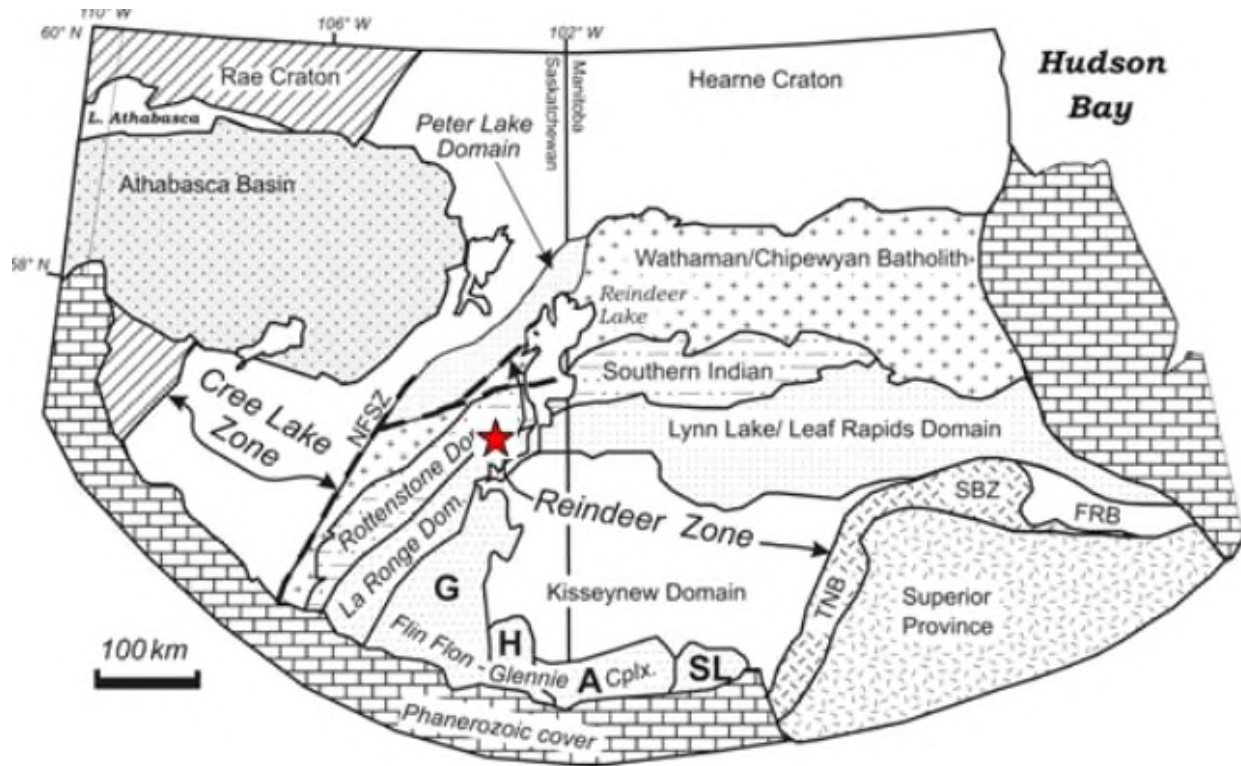 110° W
60° N
106° W
102° W
Rae Craton
Hearne Craton
Hudson
Bay
L. Athabasca
Saskatchewan
Manitoba
Peter Lake
Domain
Athabasca Basin
58° N
Wathaman/Chipewyan Batholith
Reindeer
Lake
Southern Indian
Cree Lake
Zone
NFSZ
Lynn Lake/ Leaf Rapids Domain
Rottenstone Do
SBZ
FRB
La Ronge Dom.
Reindeer Zone
G
Kisseynew Domain
TNB
Superior
Province
H
Flin Flon - Glennie
A
Cplx.
SL
100 km
Phanerozoic cover